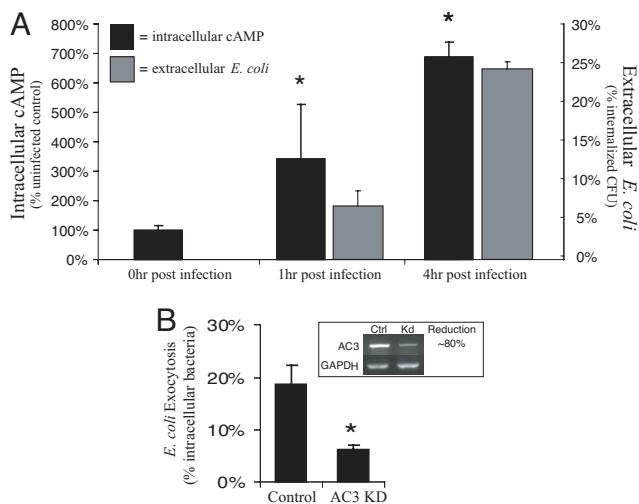 A
800%
700%
600%
500%
400%
300%
200%
100%
0%
Intracellular cAMP
(% uninfected control)
= intracellular cAMP
= extracellular E. coli
*
*
30%
25%
20%
15%
10%
5%
0%
Extracellular E. coli
(% internalized CFU)
0hr post infection
1hr post infection
4hr post infection
B
E. coli Exocytosis
(% intracellular bacteria)
30%
20%
10%
0%
Ctrl Kd Reduction
AC3 ~80%
GAPDH
*
Control AC3 KD